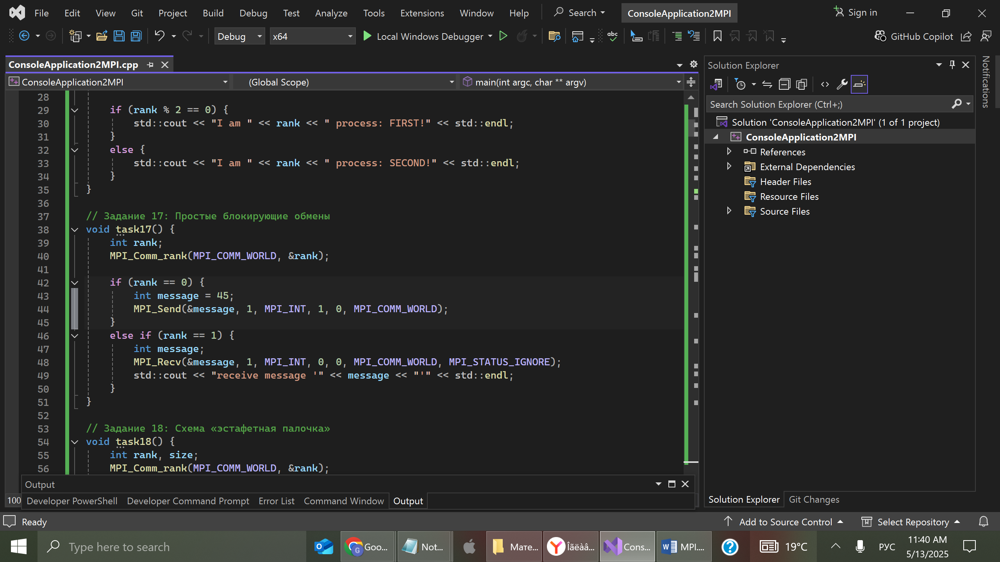 File Edit View Git Project Build Debug Test Analyze Tools Extensions Window Help Search ConsoleApplication2MPI Sign in
Debug x64 Local Windows Debugger GitHub Copilot
ConsoleApplication2MPI.cpp
ConsoleApplication2MPI (Global Scope) main(int argc, char ** argv)
28
29 if (rank % 2 == 0) {
30 std::cout << "I am " << rank << " process: FIRST!" << std::endl;
31 }
32 else {
33 std::cout << "I am " << rank << " process: SECOND!" << std::endl;
34 }
35 }
36
37 // Задание 17: Простые блокирующие обмены
38 void task17() {
39 int rank;
40 MPI_Comm_rank(MPI_COMM_WORLD, &rank);
41
42 if (rank == 0) {
43 int message = 45;
44 MPI_Send(&message, 1, MPI_INT, 1, 0, MPI_COMM_WORLD);
45 }
46 else if (rank == 1) {
47 int message;
48 MPI_Recv(&message, 1, MPI_INT, 0, 0, MPI_COMM_WORLD, MPI_STATUS_IGNORE);
49 std::cout << "receive message '" << message << "'" << std::endl;
50 }
51 }
52
53 // Задание 18: Схема «эстафетная палочка»
54 void task18() {
55 int rank, size;
56 MPI_Comm_rank(MPI_COMM_WORLD, &rank);
Output
100
Developer PowerShell Developer Command Prompt Error List Command Window Output
Solution Explorer
Search Solution Explorer (Ctrl+;)
Solution 'ConsoleApplication2MPI' (1 of 1 project)
ConsoleApplication2MPI
References
External Dependencies
Header Files
Resource Files
Source Files
Solution Explorer Git Changes
Notifications
Ready Add to Source Control Select Repository
Type here to search Goo... Not... Мате... Îãëàâ... Cons... MPI.... 19°C РУС 11:40 AM
5/13/2025